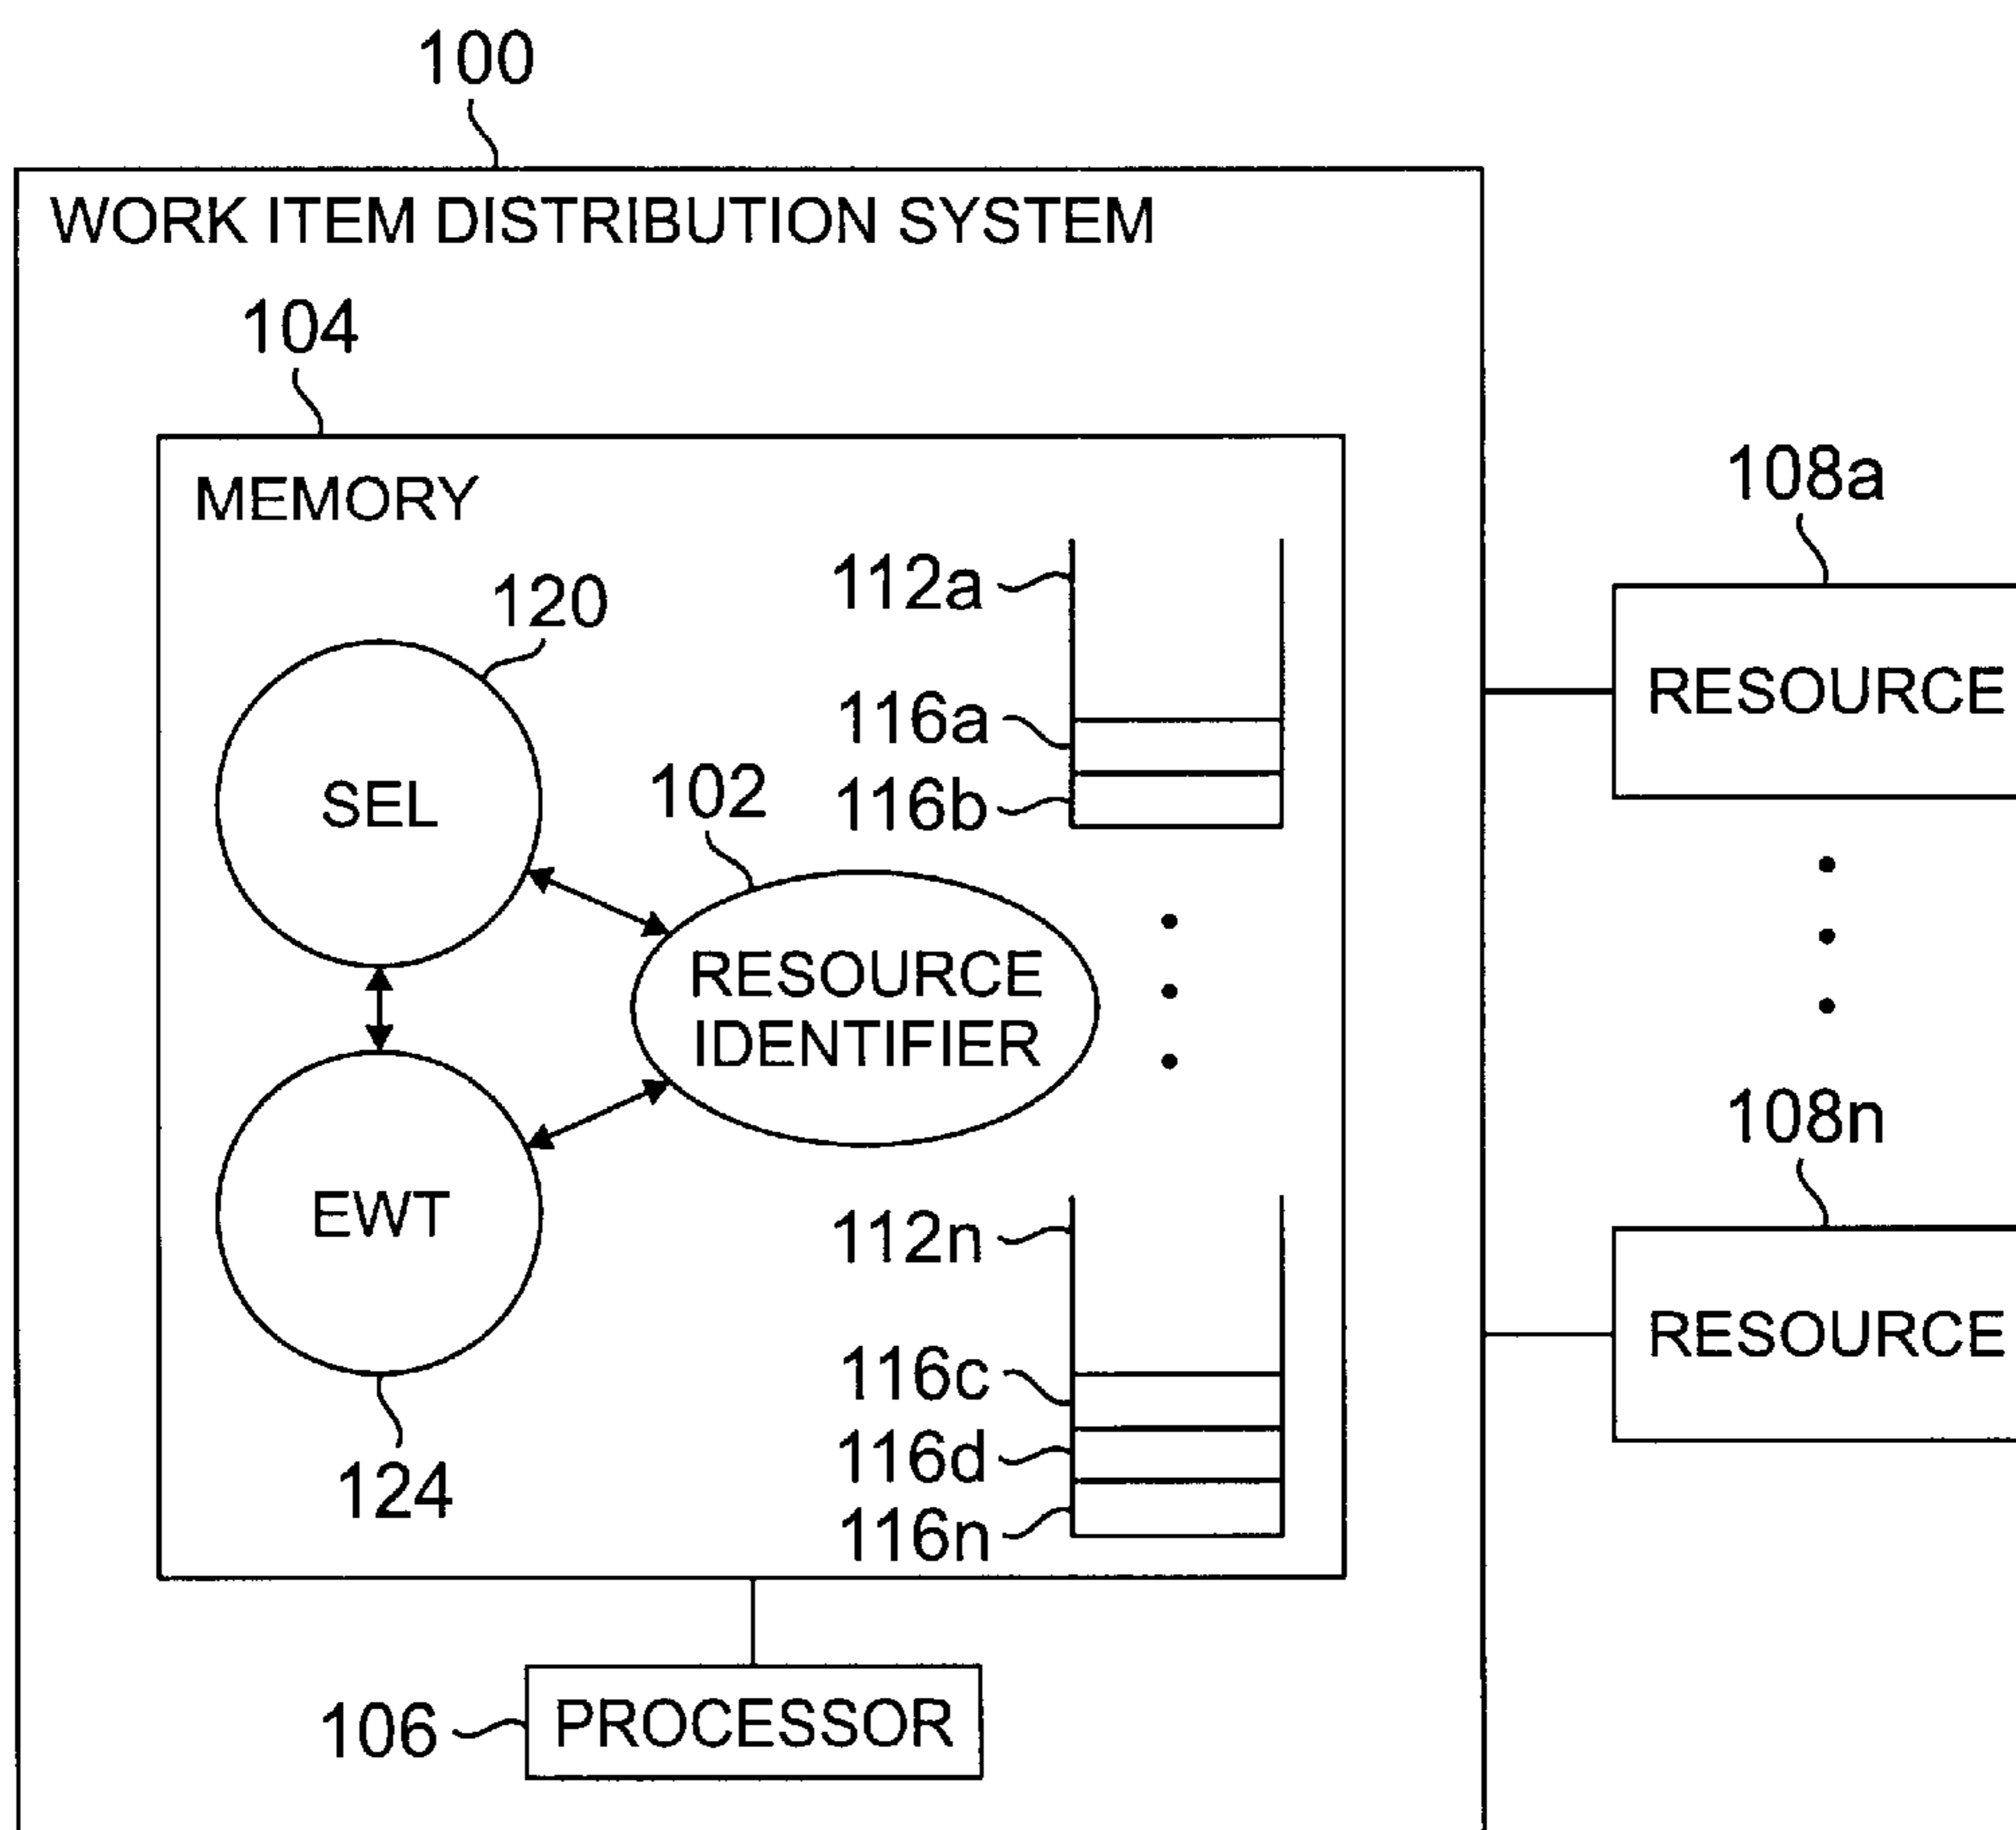 100
WORK ITEM DISTRIBUTION SYSTEM
104
MEMORY
108a
112a
120
RESOURCE
116a
102
116b
SEL
RESOURCE
IDENTIFIER
108n
EWT
112n
RESOURCE
116c
116d
124
116n
106
PROCESSOR